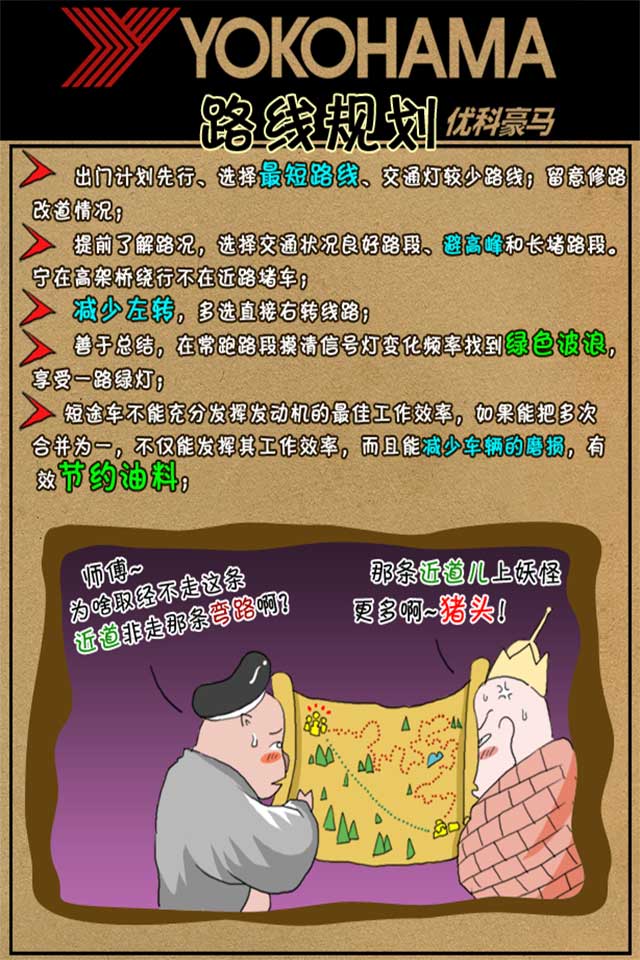 YOKOHAMA
路线规划 优科豪马
出门计划先行、选择最短路线、交通灯较少路线；留意修路
改道情况；
提前了解路况，选择交通状况良好路段、避高峰和长堵路段。
宁在高架桥绕行不在近路堵车；
减少左转，多选直接右转线路；
善于总结，在常跑路段摸清信号灯变化频率找到绿色波浪，
享受一路绿灯；
短途车不能充分发挥发动机的最佳工作效率，如果能把多次
合并为一，不仅能发挥其工作效率，而且能减少车辆的磨损，有
效节约油料；
师傅~
为啥取经不走这条
近道非走那条弯路啊？
那条近道儿上妖怪
更多啊~猪头！